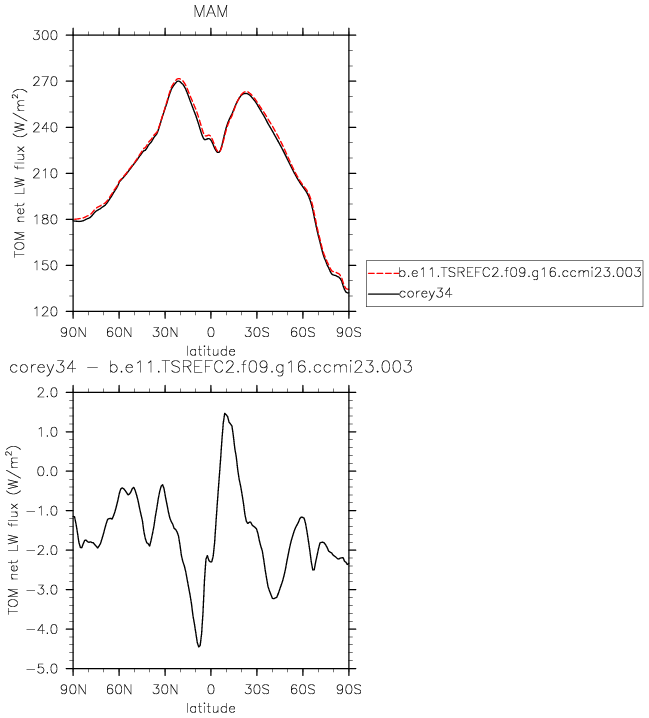 MAM
TOM net LW flux (W/m²)
300
270
240
210
180
150
120
90N 60N 30N 0 30S 60S 90S
latitude
b.e11.TSREFC2.f09.g16.ccmi23.003
corey34
corey34 − b.e11.TSREFC2.f09.g16.ccmi23.003
TOM net LW flux (W/m²)
2.0
1.0
0.0
−1.0
−2.0
−3.0
−4.0
−5.0
90N 60N 30N 0 30S 60S 90S
latitude